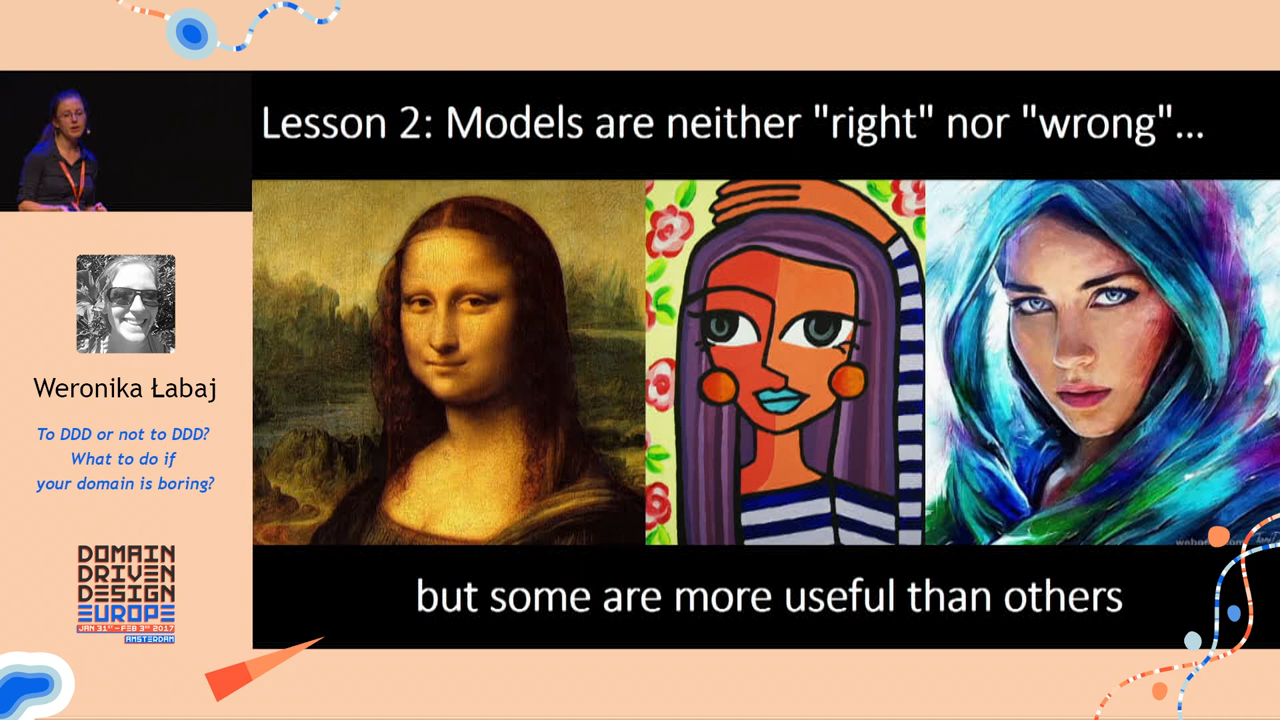 Lesson 2: Models are neither "right" nor "wrong"...
but some are more useful than others
Weronika Łabaj
To DDD or not to DDD?
What to do if
your domain is boring?
DOMAIN
DRIVEN
DESIGN
EUROPE
JAN 31ST-FEB 3RD 2017
AMSTERDAM